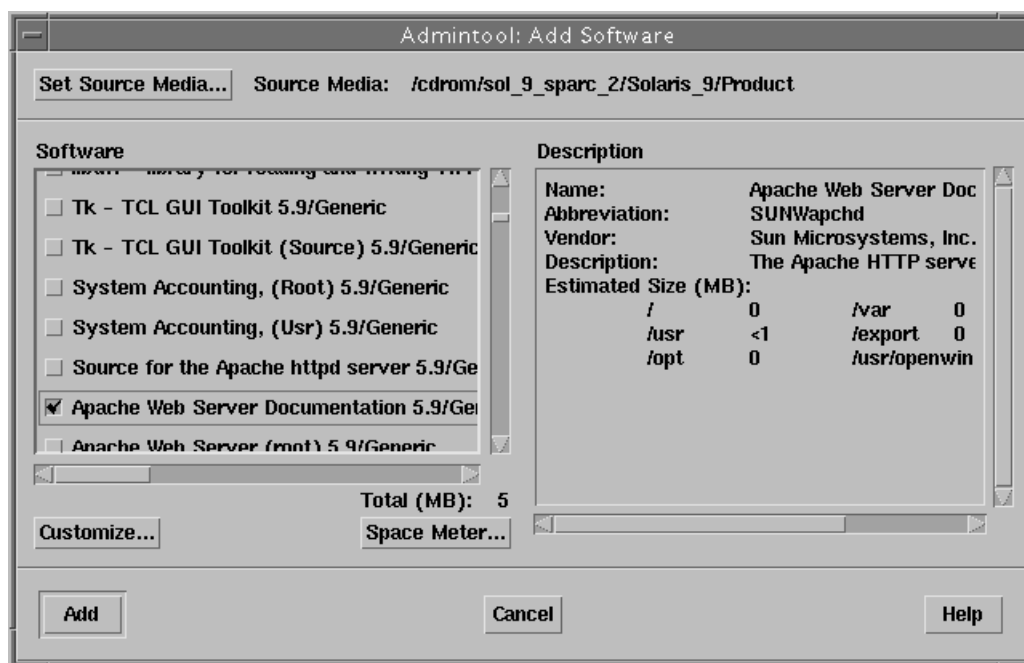 Admintool: Add Software
Set Source Media... Source Media: /cdrom/sol_9_sparc_2/Solaris_9/Product
Software
Tk - TCL GUI Toolkit 5.9/Generic
Tk - TCL GUI Toolkit (Source) 5.9/Generic
System Accounting, (Root) 5.9/Generic
System Accounting, (Usr) 5.9/Generic
Source for the Apache httpd server 5.9/Ge
Apache Web Server Documentation 5.9/Ge
Apache Web Server (root) 5.9/Generic
Total (MB): 5
Customize... Space Meter...
Description
Name: Apache Web Server Doc
Abbreviation: SUNWapchd
Vendor: Sun Microsystems, Inc.
Description: The Apache HTTP serve
Estimated Size (MB):
/ 0 /var 0
/usr <1 /export 0
/opt 0 /usr/openwin
Add Cancel Help